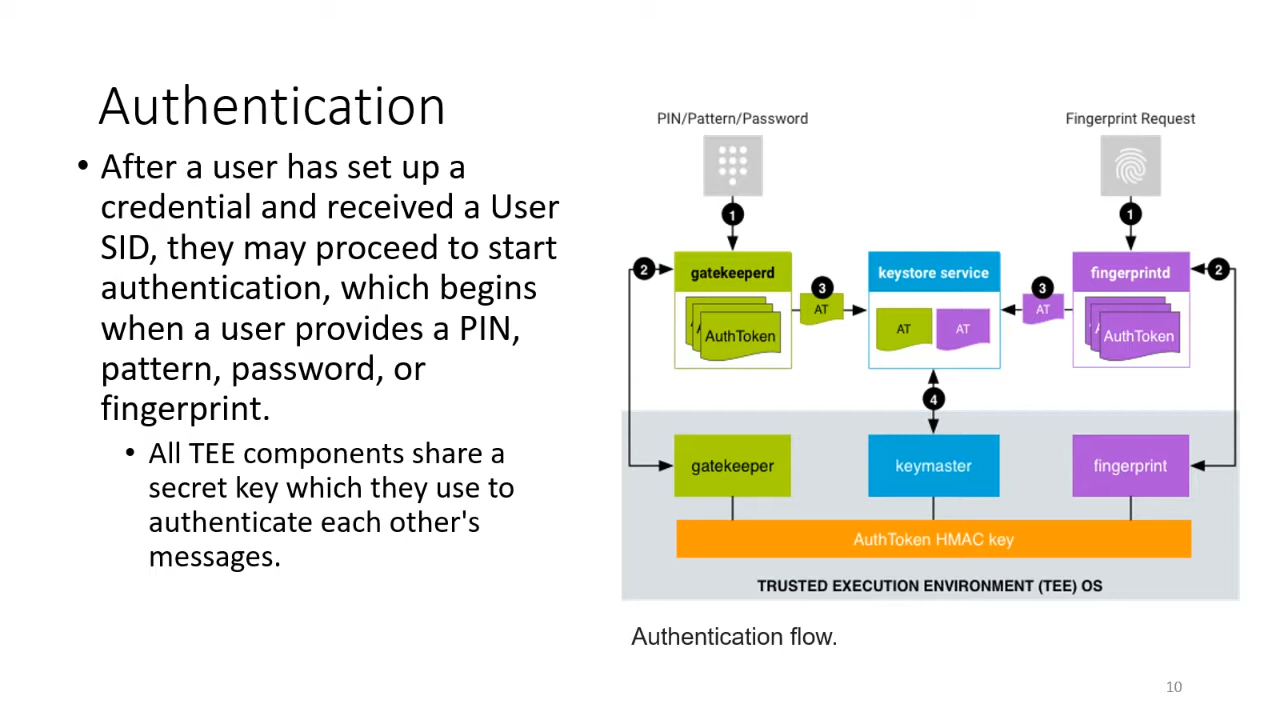 Authentication
• After a user has set up a
credential and received a User
SID, they may proceed to start
authentication, which begins
when a user provides a PIN,
pattern, password, or
fingerprint.
• All TEE components share a
secret key which they use to
authenticate each other's
messages.
PIN/Pattern/Password
Fingerprint Request
1
1
2
gatekeeperd
3
keystore service
3
fingerprintd
2
AuthToken
AT
AT
AT
AT
AuthToken
4
gatekeeper
keymaster
fingerprint
AuthToken HMAC key
TRUSTED EXECUTION ENVIRONMENT (TEE) OS
Authentication flow.
10